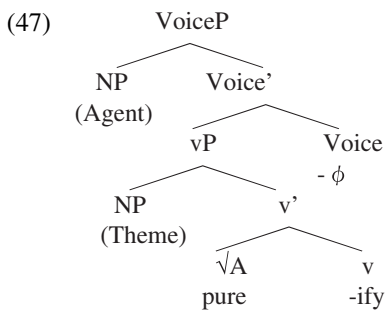 (47) VoiceP
NP Voice’
(Agent)
vP Voice
- ϕ
NP v’
(Theme)
√A v
pure -ify